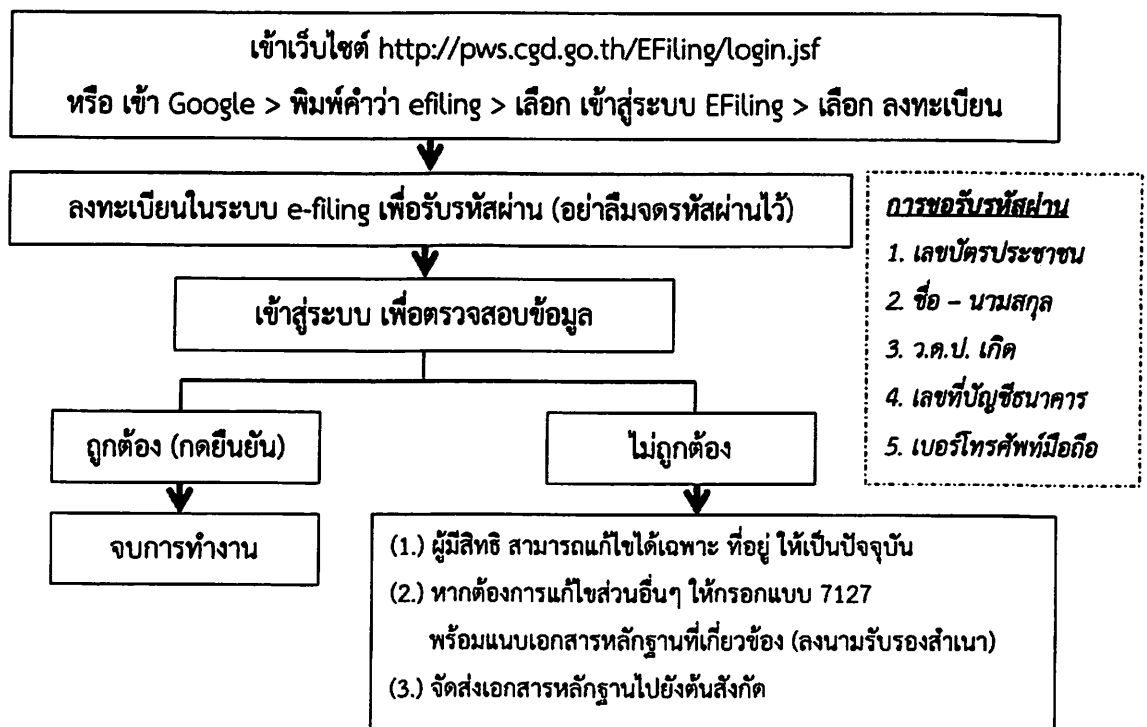 เข้าเว็บไซต์ http://pws.cgd.go.th/EFiling/login.jsf
หรือ เข้า Google > พิมพ์คำว่า efiling > เลือก เข้าสู่ระบบ EFiling > เลือก ลงทะเบียน
ลงทะเบียนในระบบ e-filing เพื่อรับรหัสผ่าน (อย่าลืมจดรหัสผ่านไว้)
การขอรับรหัสผ่าน
1. เลขบัตรประชาชน
2. ชื่อ – นามสกุล
3. ว.ด.ป. เกิด
4. เลขที่บัญชีธนาคาร
5. เบอร์โทรศัพท์มือถือ
เข้าสู่ระบบ เพื่อตรวจสอบข้อมูล
ถูกต้อง (กดยืนยัน)
ไม่ถูกต้อง
จบการทำงาน
(1.) ผู้มีสิทธิ สามารถแก้ไขได้เฉพาะ ที่อยู่ ให้เป็นปัจจุบัน
(2.) หากต้องการแก้ไขส่วนอื่นๆ ให้กรอกแบบ 7127
พร้อมแนบเอกสารหลักฐานที่เกี่ยวข้อง (ลงนามรับรองสำเนา)
(3.) จัดส่งเอกสารหลักฐานไปยังต้นสังกัด